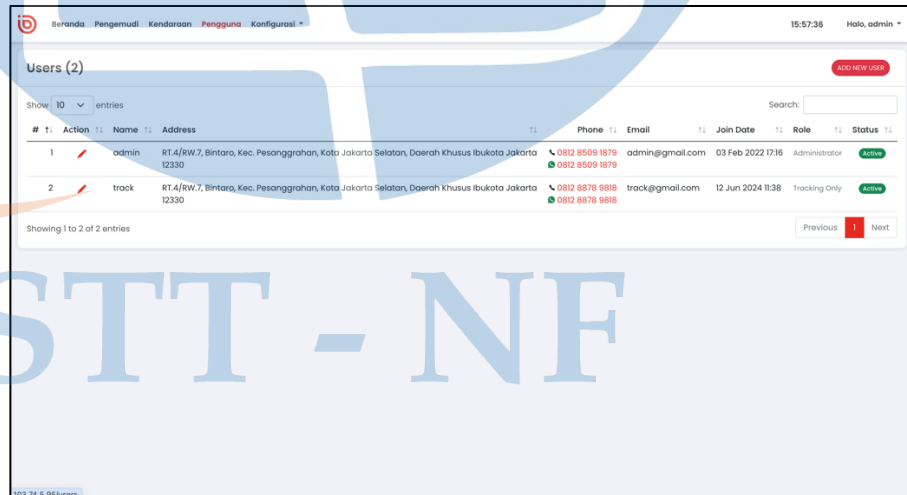 Beranda Pengemudi Kendaraan Pengguna Konfigurasi 15:57:36 Halo, admin
Users (2) ADD NEW USER
Show 10 entries Search:
# Action Name Address Phone Email Join Date Role Status
1 admin RT.4/RW.7, Bintaro, Kec. Pesanggrahan, Kota Jakarta Selatan, Daerah Khusus Ibukota Jakarta 0812 8509 1879 admin@gmail.com 03 Feb 2022 17:16 Administrator Active
12330 0812 8509 1879
2 track RT.4/RW.7, Bintaro, Kec. Pesanggrahan, Kota Jakarta Selatan, Daerah Khusus Ibukota Jakarta 0812 8878 9818 track@gmail.com 12 Jun 2024 11:38 Tracking Only Active
12330 0812 8878 9818
Showing 1 to 2 of 2 entries Previous 1 Next
STT - NF
103.74.5.96/users